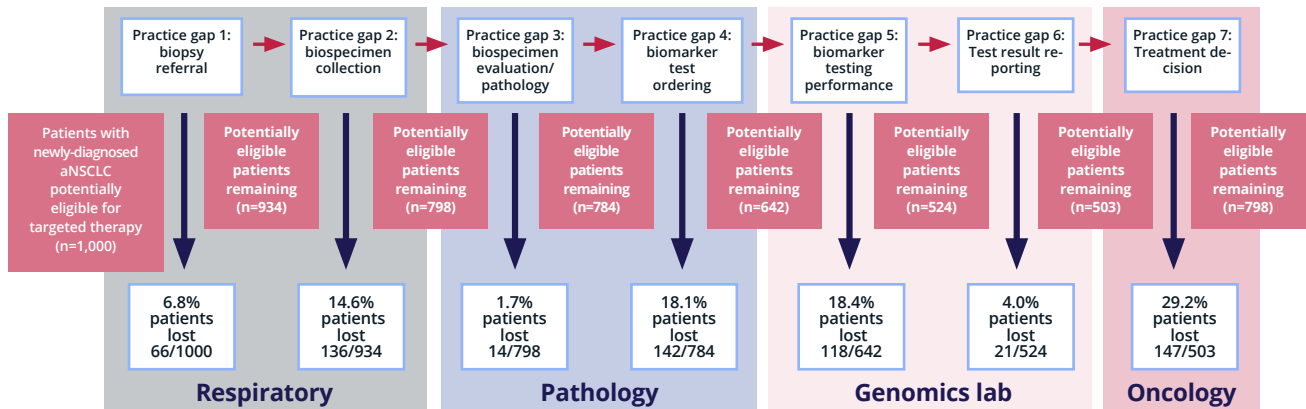 Practice gap 1:
biopsy
referral
Practice gap 2:
biospecimen
collection
Practice gap 3:
biospecimen
evaluation/
pathology
Practice gap 4:
biomarker
test
ordering
Practice gap 5:
biomarker
testing
performance
Practice gap 6:
Test result re-
porting
Practice gap 7:
Treatment de-
cision
Patients with
newly-diagnosed
aNSCLC
potentially
eligible for
targeted therapy
(n=1,000)
Potentially
eligible
patients
remaining
(n=934)
Potentially
eligible
patients
remaining
(n=798)
Potentially
eligible
patients
remaining
(n=784)
Potentially
eligible
patients
remaining
(n=642)
Potentially
eligible
patients
remaining
(n=524)
Potentially
eligible
patients
remaining
(n=503)
Potentially
eligible
patients
remaining
(n=798)
6.8%
patients
lost
66/1000
14.6%
patients
lost
136/934
1.7%
patients
lost
14/798
18.1%
patients
lost
142/784
18.4%
patients
lost
118/642
4.0%
patients
lost
21/524
29.2%
patients
lost
147/503
Respiratory
Pathology
Genomics lab
Oncology